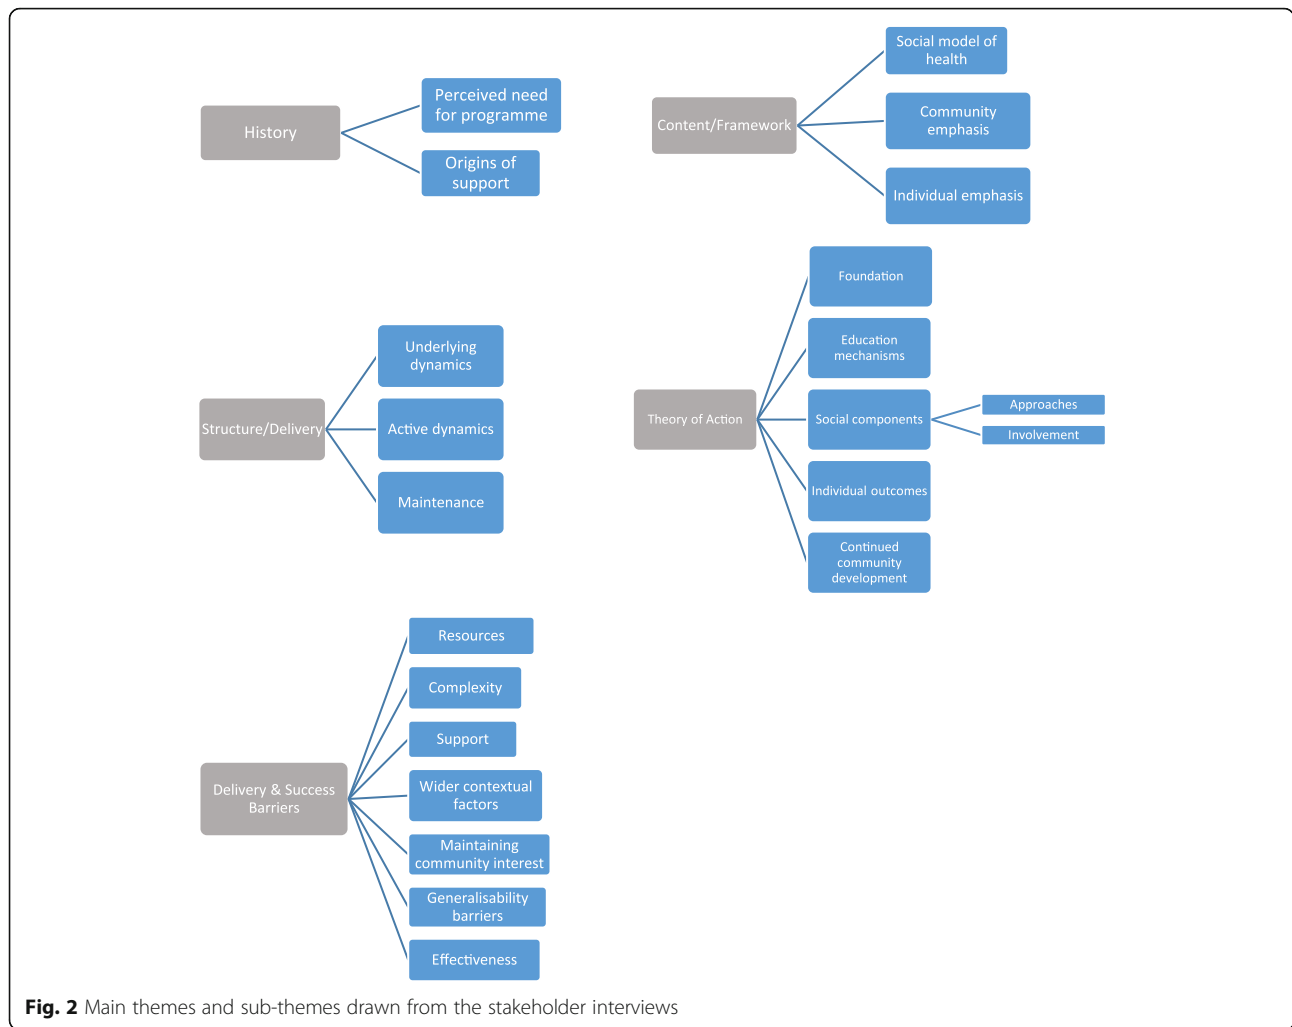 History
Perceived need
for programme
Origins of
support
Content/Framework
Social model of
health
Community
emphasis
Individual emphasis
Structure/Delivery
Underlying
dynamics
Active dynamics
Maintenance
Theory of Action
Foundation
Education
mechanisms
Social components
Approaches
Involvement
Individual outcomes
Continued
community
development
Delivery & Success
Barriers
Resources
Complexity
Support
Wider contextual
factors
Maintaining
community interest
Generalisability
barriers
Effectiveness
Fig. 2 Main themes and sub-themes drawn from the stakeholder interviews